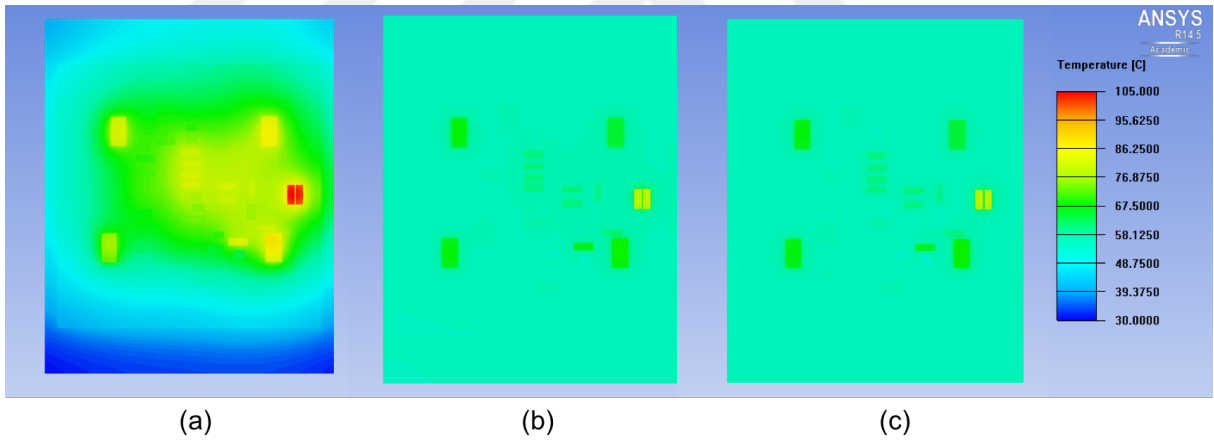 ANSYS
R14.5
Academic
Temperature [C]
105.000
95.6250
86.2500
76.8750
67.5000
58.1250
48.7500
39.3750
30.0000
(a)
(b)
(c)